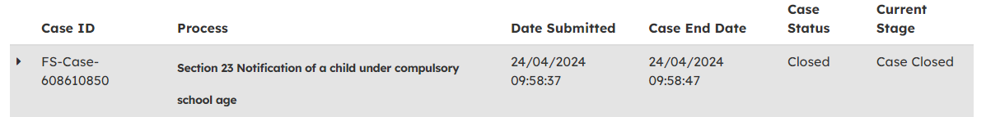 Case ID Process Date Submitted Case End Date Case Status Current Stage
FS-Case-608610850 Section 23 Notification of a child under compulsory school age 24/04/2024 09:58:37 24/04/2024 09:58:47 Closed Case Closed